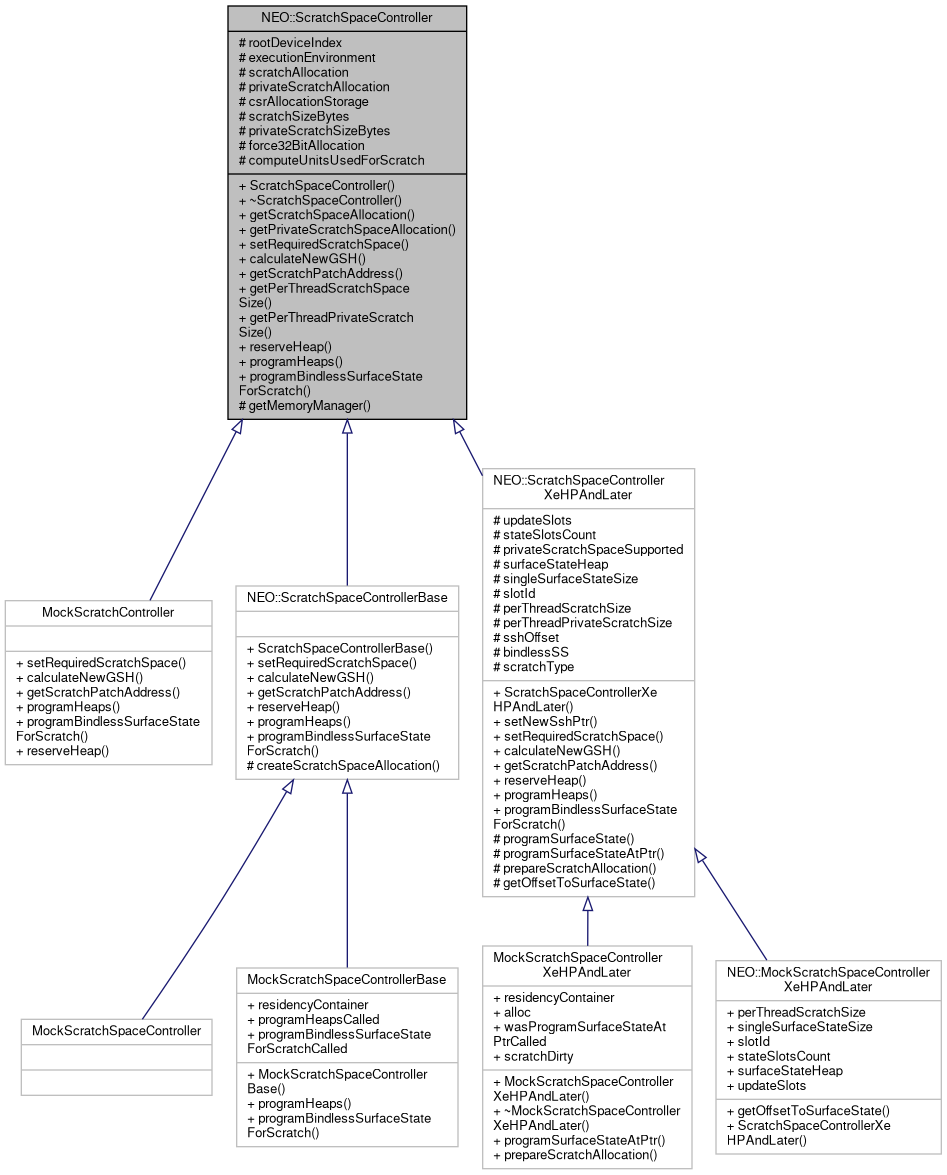 NEO::ScratchSpaceController
# rootDeviceIndex
# executionEnvironment
# scratchAllocation
# privateScratchAllocation
# csrAllocationStorage
# scratchSizeBytes
# privateScratchSizeBytes
# force32BitAllocation
# computeUnitsUsedForScratch
+ ScratchSpaceController()
+ ~ScratchSpaceController()
+ getScratchSpaceAllocation()
+ getPrivateScratchSpaceAllocation()
+ setRequiredScratchSpace()
+ calculateNewGSH()
+ getScratchPatchAddress()
+ getPerThreadScratchSpace
Size()
+ getPerThreadPrivateScratch
Size()
+ reserveHeap()
+ programHeaps()
+ programBindlessSurfaceState
ForScratch()
# getMemoryManager()
MockScratchController
+ setRequiredScratchSpace()
+ calculateNewGSH()
+ getScratchPatchAddress()
+ programHeaps()
+ programBindlessSurfaceState
ForScratch()
+ reserveHeap()
NEO::ScratchSpaceControllerBase
+ ScratchSpaceControllerBase()
+ setRequiredScratchSpace()
+ calculateNewGSH()
+ getScratchPatchAddress()
+ reserveHeap()
+ programHeaps()
+ programBindlessSurfaceState
ForScratch()
# createScratchSpaceAllocation()
NEO::ScratchSpaceController
XeHPAndLater
# updateSlots
# stateSlotsCount
# privateScratchSpaceSupported
# surfaceStateHeap
# singleSurfaceStateSize
# slotId
# perThreadScratchSize
# perThreadPrivateScratchSize
# sshOffset
# bindlessSS
# scratchType
+ ScratchSpaceControllerXe
HPAndLater()
+ setNewSshPtr()
+ setRequiredScratchSpace()
+ calculateNewGSH()
+ getScratchPatchAddress()
+ reserveHeap()
+ programHeaps()
+ programBindlessSurfaceState
ForScratch()
# programSurfaceState()
# programSurfaceStateAtPtr()
# prepareScratchAllocation()
# getOffsetToSurfaceState()
MockScratchSpaceController
MockScratchSpaceControllerBase
+ residencyContainer
+ programHeapsCalled
+ programBindlessSurfaceState
ForScratchCalled
+ MockScratchSpaceController
Base()
+ programHeaps()
+ programBindlessSurfaceState
ForScratch()
MockScratchSpaceController
XeHPAndLater
+ residencyContainer
+ alloc
+ wasProgramSurfaceStateAt
PtrCalled
+ scratchDirty
+ MockScratchSpaceController
XeHPAndLater()
+ ~MockScratchSpaceController
XeHPAndLater()
+ programSurfaceStateAtPtr()
+ prepareScratchAllocation()
NEO::MockScratchSpaceController
XeHPAndLater
+ perThreadScratchSize
+ singleSurfaceStateSize
+ slotId
+ stateSlotsCount
+ surfaceStateHeap
+ updateSlots
+ getOffsetToSurfaceState()
+ ScratchSpaceControllerXe
HPAndLater()